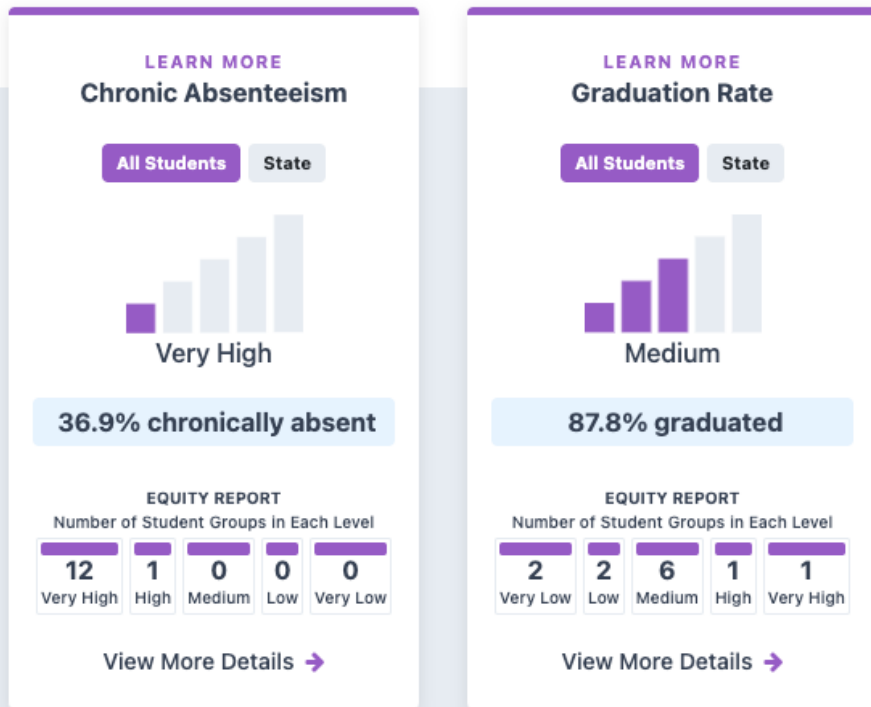 LEARN MORE
Chronic Absenteeism
All Students
State
Very High
36.9% chronically absent
EQUITY REPORT
Number of Student Groups in Each Level
12 1 0 0 0
Very High High Medium Low Very Low
View More Details
LEARN MORE
Graduation Rate
All Students
State
Medium
87.8% graduated
EQUITY REPORT
Number of Student Groups in Each Level
2 2 6 1 1
Very Low Low Medium High Very High
View More Details